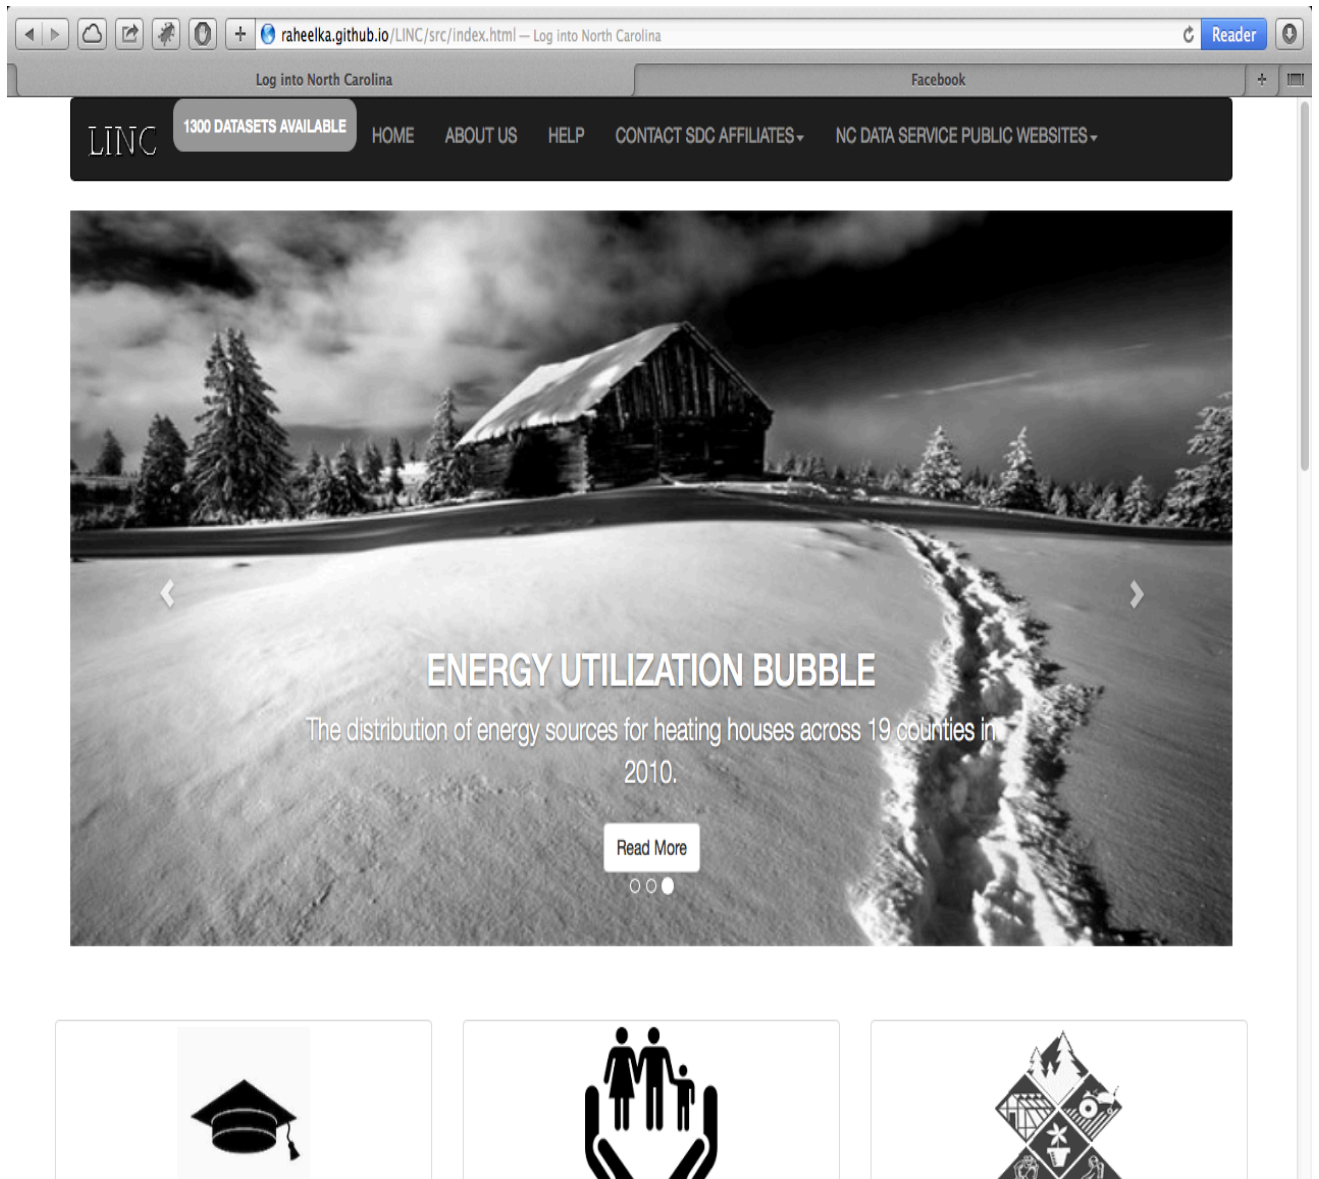 raheelka.github.io/LINC/src/index.html — Log into North Carolina
Reader
Log into North Carolina
Facebook
LINC
1300 DATASETS AVAILABLE
HOME
ABOUT US
HELP
CONTACT SDC AFFILIATES
NC DATA SERVICE PUBLIC WEBSITES
ENERGY UTILIZATION BUBBLE
The distribution of energy sources for heating houses across 19 counties in
2010.
Read More